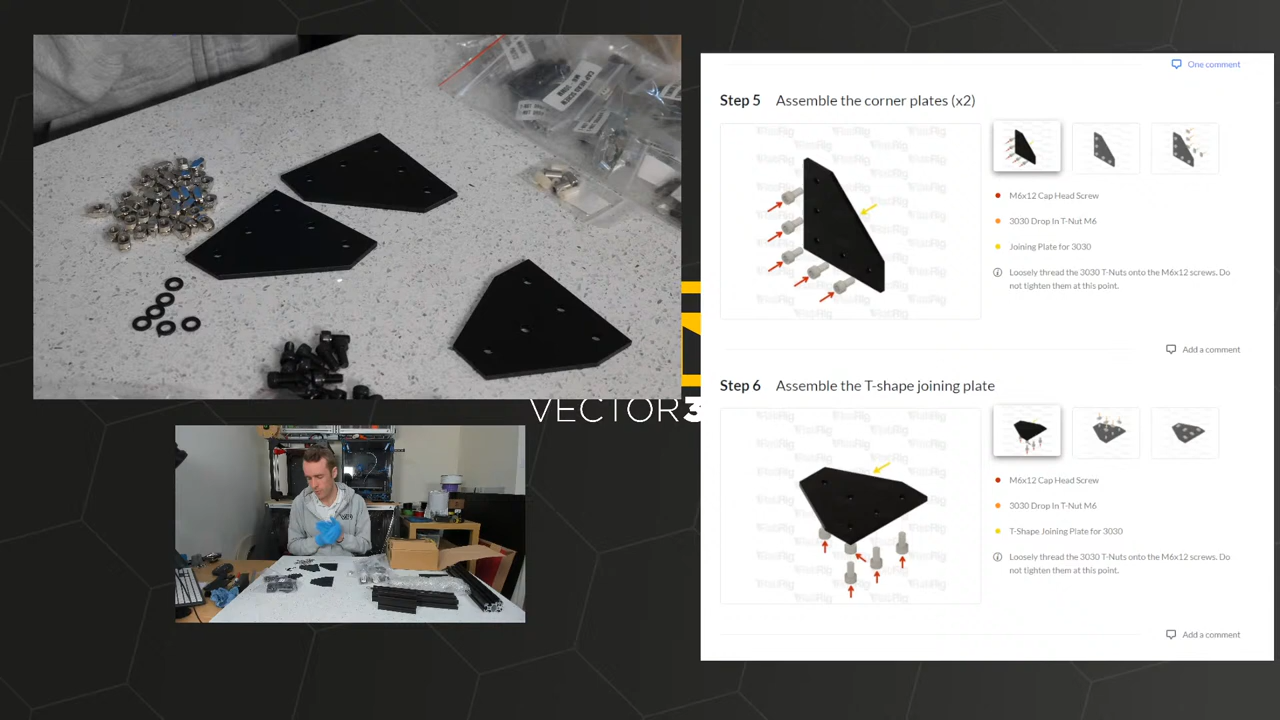 One comment
Step 5 Assemble the corner plates (x2)
M6x12 Cap Head Screw
3030 Drop In T-Nut M6
Joining Plate for 3030
Loosely thread the 3030 T-Nuts onto the M6x12 screws. Do
not tighten them at this point.
Add a comment
Step 6 Assemble the T-shape joining plate
M6x12 Cap Head Screw
3030 Drop In T-Nut M6
T-Shape Joining Plate for 3030
Loosely thread the 3030 T-Nuts onto the M6x12 screws. Do
not tighten them at this point.
Add a comment
VECTOR3
CAP HEAD SCREW